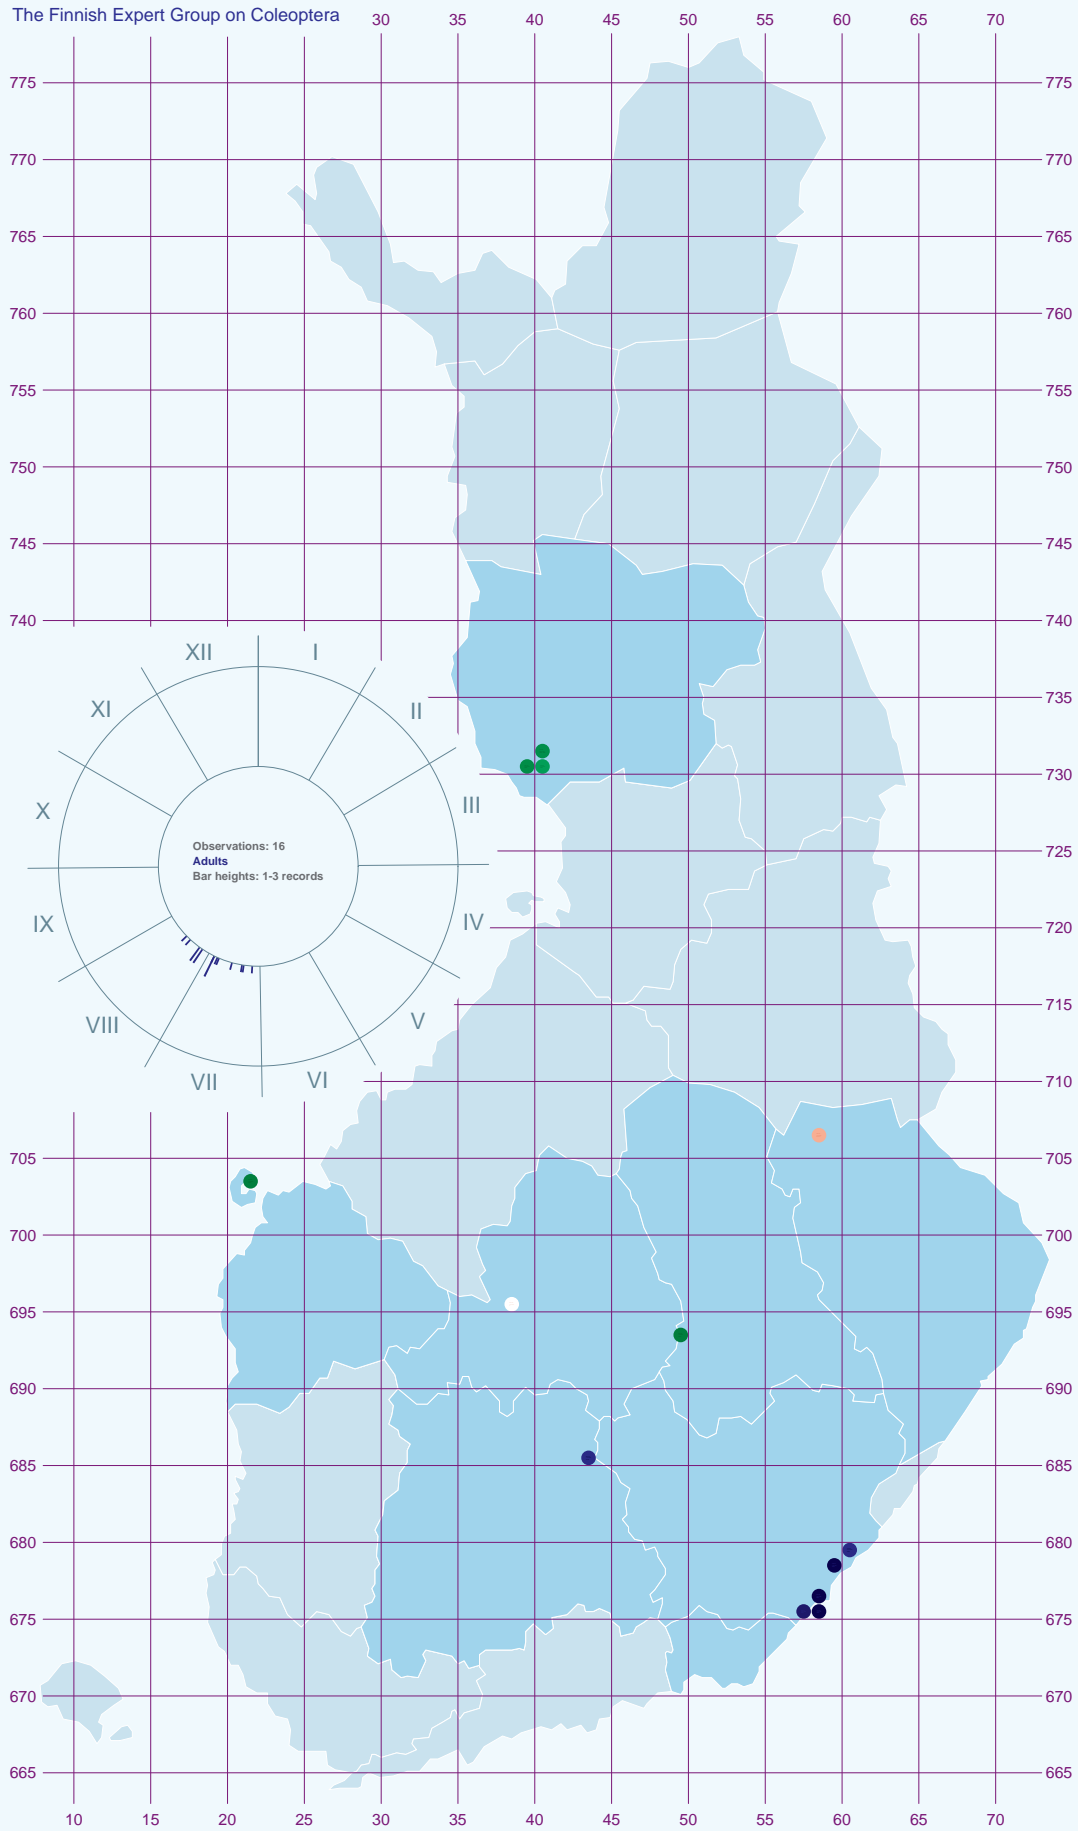 The Finnish Expert Group on Coleoptera
30 40 50 60 70
35 45 55 65
775 775
770 770
765 765
760 760
755 755
750 750
745 745
740 740
XII I
XI II
735
X III
730
Observations: 16
Adults
Bar heights: 1-3 records
725
IX IV
720
VIII V
715
VII VI
710
705 705
700 700
695 695
690 690
685 685
680 680
675 675
670 670
665 665
10 15 20 25 30 35 40 45 50 55 60 65 70